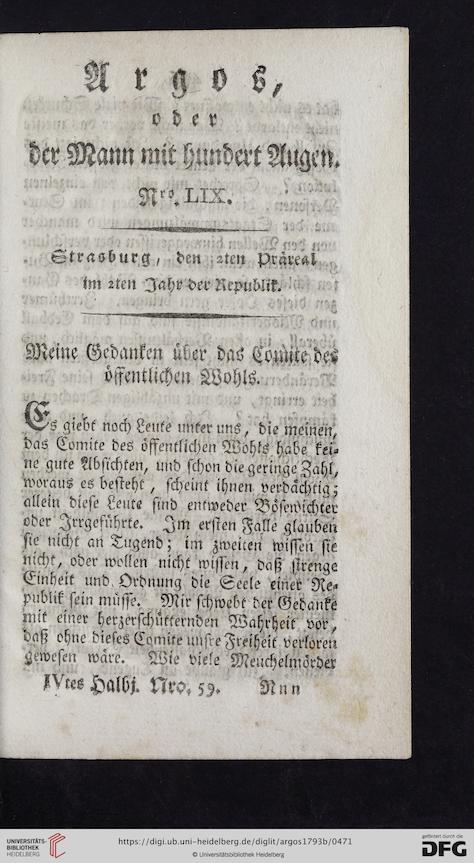 Argos,
oder
der Mann mit hundert Augen.
Nro. LIX.
Strasburg, den 2ten Präreal
im 2ten Jahr der Republik.
Meine Gedanken über das Comite des
öffentlichen Wohls.
Es giebt noch Leute unter uns, die meinen,
das Comite des öffentlichen Wohls habe kei-
ne gute Absichten, und schon die geringe Zahl,
woraus es besteht, scheint ihnen verdächtig;
allein diese Leute sind entweder Bösewichter
oder Irrgeführte. Im ersten Falle glauben
sie nicht an Tugend; im zweiten wissen sie
nicht, oder wollen nicht wissen, daß strenge
Einheit und Ordnung die Seele einer Re-
publik sein müsse. Mir schwebt der Gedanke
mit einer herzerschütternden Wahrheit vor,
daß ohne dieses Comite unsre Freiheit verloren
gewesen wäre. Wie viele Meuchelmörder
IVtes Halbj. Nro. 59. Nnn
UNIVERSITÄTS-
BIBLIOTHEK
HEIDELBERG
https://digi.ub.uni-heidelberg.de/diglit/argos1793b/0471
© Universitätsbibliothek Heidelberg
gefördert durch die
DFG